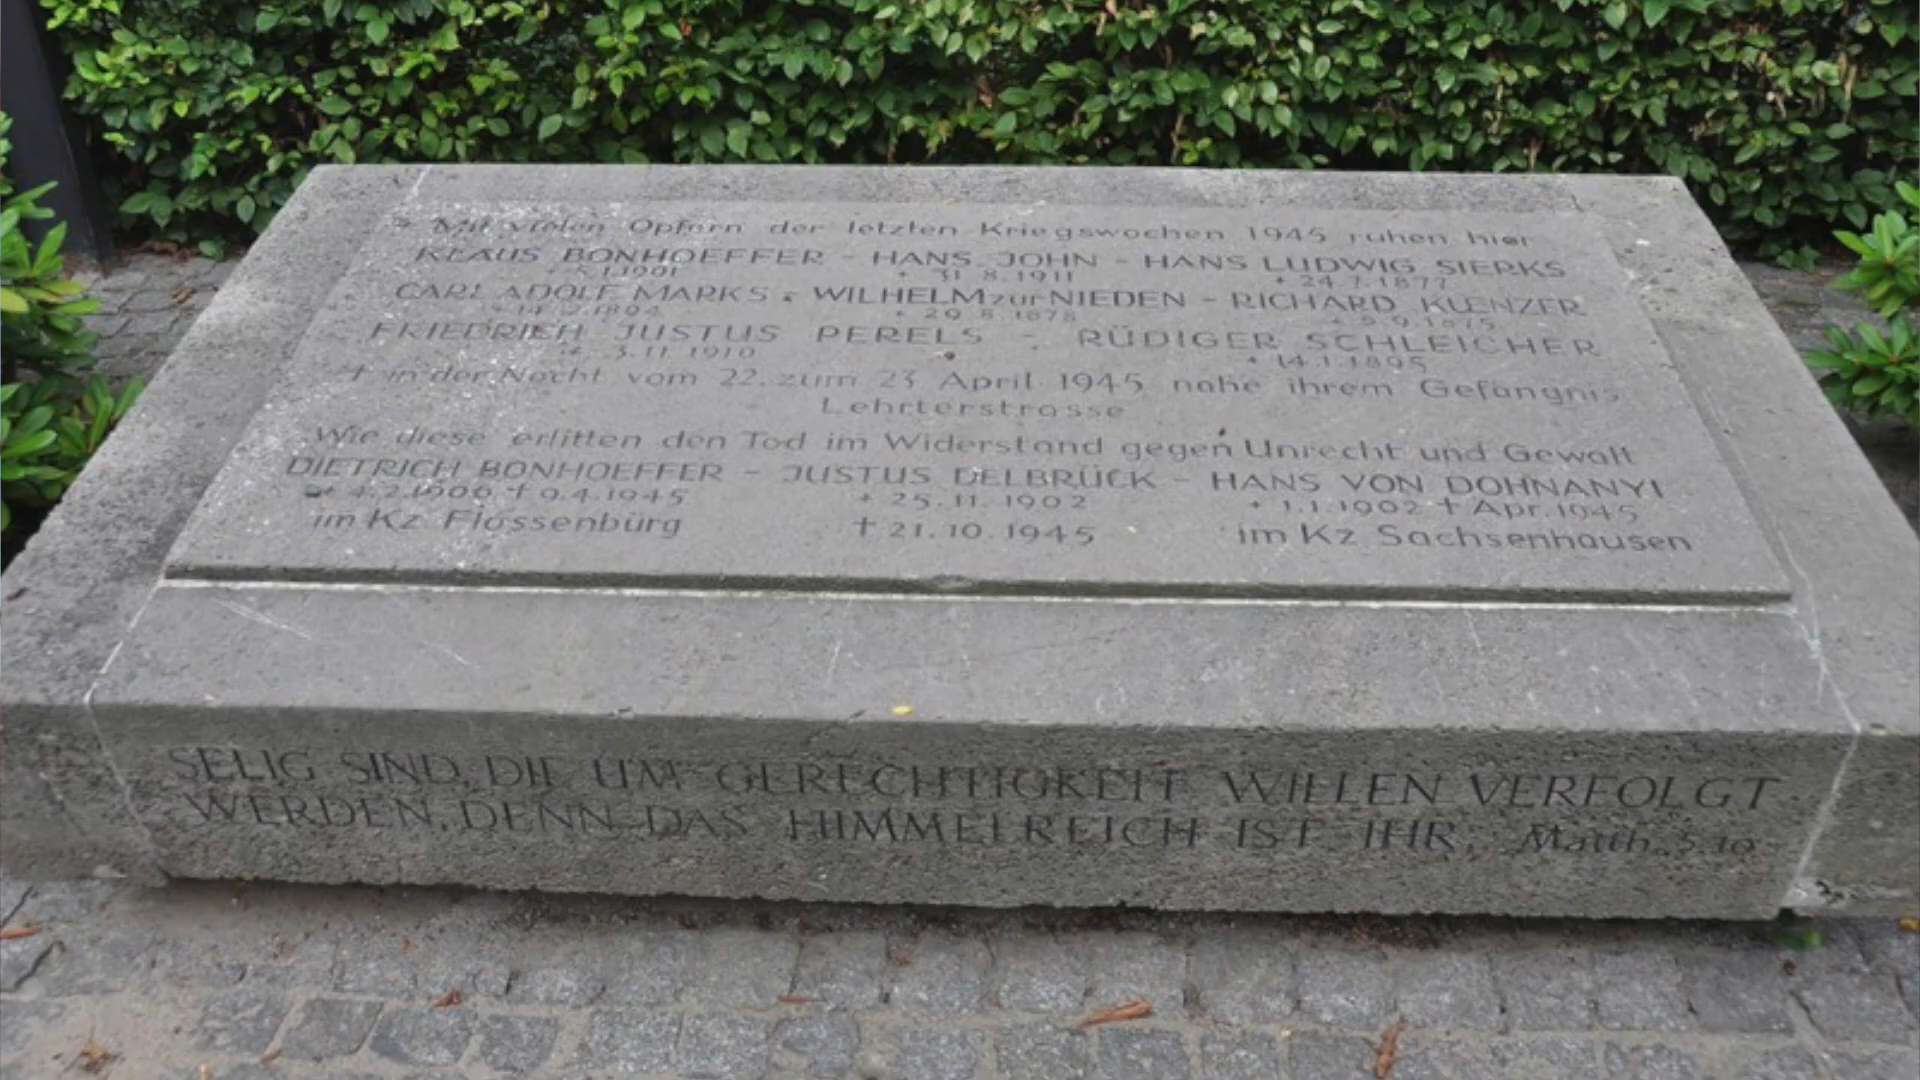 Mit vielen Opfern der letzten Kriegswochen 1945 ruhen hier
KLAUS BONHOEFFER - HANS JOHN - HANS LUDWIG SIERKS
* 5.1.1901 * 31.8.1911 * 24.7.1877
CARL ADOLF MARKS - WILHELM zur NIEDEN - RICHARD KUENZER
* 14.2.1894 * 29.8.1878 * 5.9.1875
FRIEDRICH JUSTUS PERELS - RÜDIGER SCHLEICHER
* 3.11.1910 * 14.1.1895
† in der Nacht vom 22. zum 23 April 1945 nahe ihrem Gefängnis
Lehrterstrasse
Wie diese erlitten den Tod im Widerstand gegen Unrecht und Gewalt
DIETRICH BONHOEFFER - JUSTUS DELBRÜCK - HANS VON DOHNANYI
* 4.2.1906 † 9.4.1945 * 25.11.1902 * 1.1.1902 † Apr. 1945
im Kz Flossenbürg † 21.10.1945 im Kz Sachsenhausen
SELIG SIND, DIE UM GERECHTIGKEIT WILLEN VERFOLGT
WERDEN, DENN DAS HIMMELREICH IST IHR. Matth. 5.10